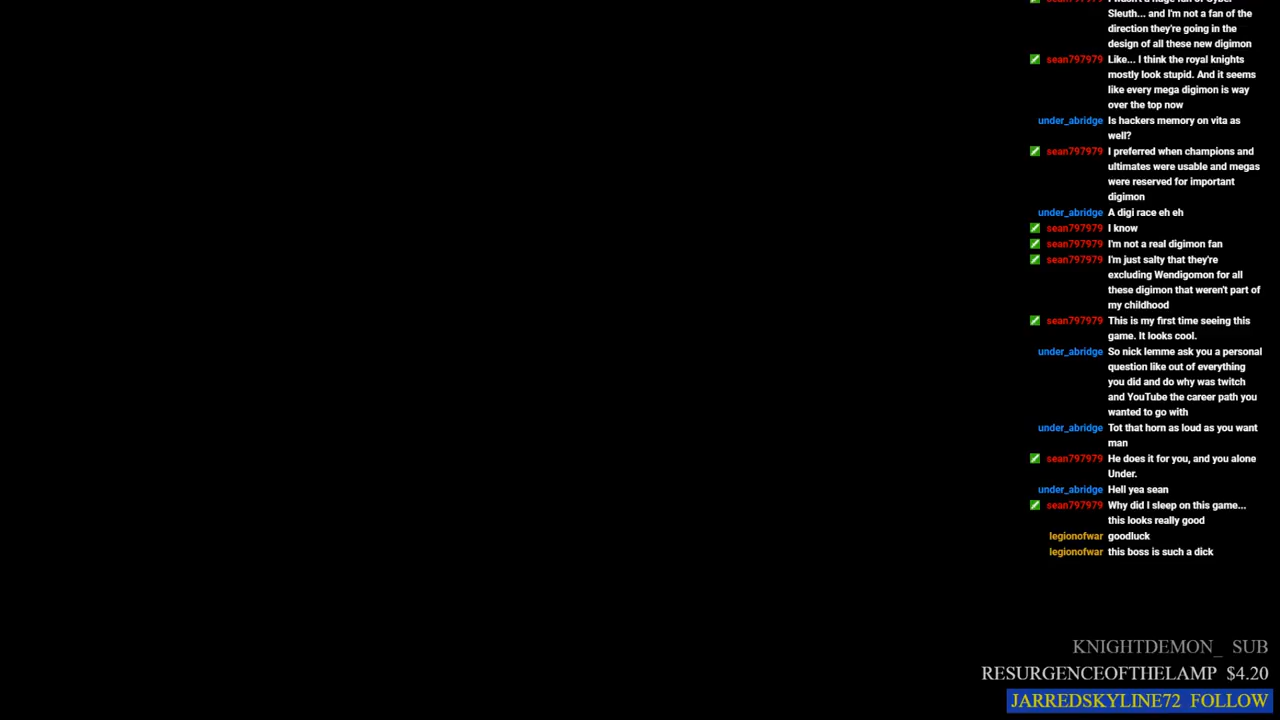 Sleuth... and I'm not a fan of the
direction they're going in the
design of all these new digimon
sean797979 Like... I think the royal knights
mostly look stupid. And it seems
like every mega digimon is way
over the top now
under_abridge Is hackers memory on vita as
well?
sean797979 I preferred when champions and
ultimates were usable and megas
were reserved for important
digimon
under_abridge A digi race eh eh
sean797979 I know
sean797979 I'm not a real digimon fan
sean797979 I'm just salty that they're
excluding Wendigomon for all
these digimon that weren't part of
my childhood
sean797979 This is my first time seeing this
game. It looks cool.
under_abridge So nick lemme ask you a personal
question like out of everything
you did and do why was twitch
and YouTube the career path you
wanted to go with
under_abridge Tot that horn as loud as you want
man
sean797979 He does it for you, and you alone
Under.
under_abridge Hell yea sean
sean797979 Why did I sleep on this game...
this looks really good
legionofwar goodluck
legionofwar this boss is such a dick
KNIGHTDEMON_ SUB
RESURGENCEOFTHELAMP $4.20
JARREDSKYLINE72 FOLLOW